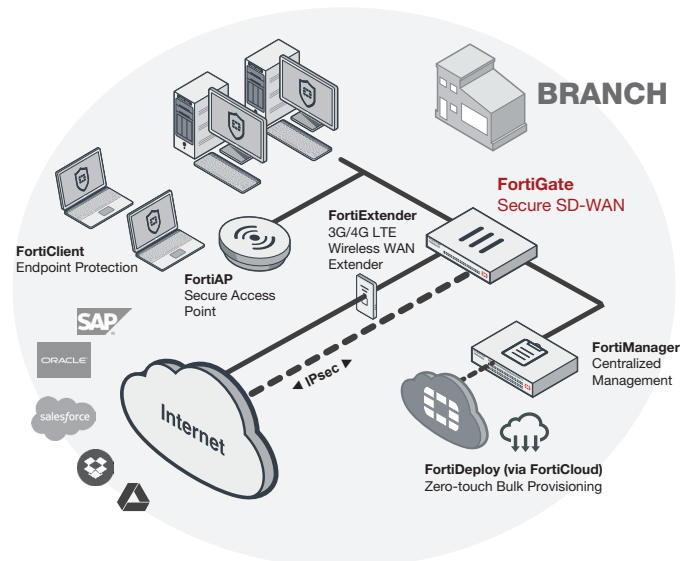 BRANCH
FortiGate
Secure SD-WAN
FortiExtender
3G/4G LTE
Wireless WAN
Extender
FortiClient
Endpoint Protection
FortiAP
Secure Access
Point
SAP
ORACLE
salesforce
Internet
◄ IPsec ►
FortiManager
Centralized
Management
FortiDeploy (via FortiCloud)
Zero-touch Bulk Provisioning